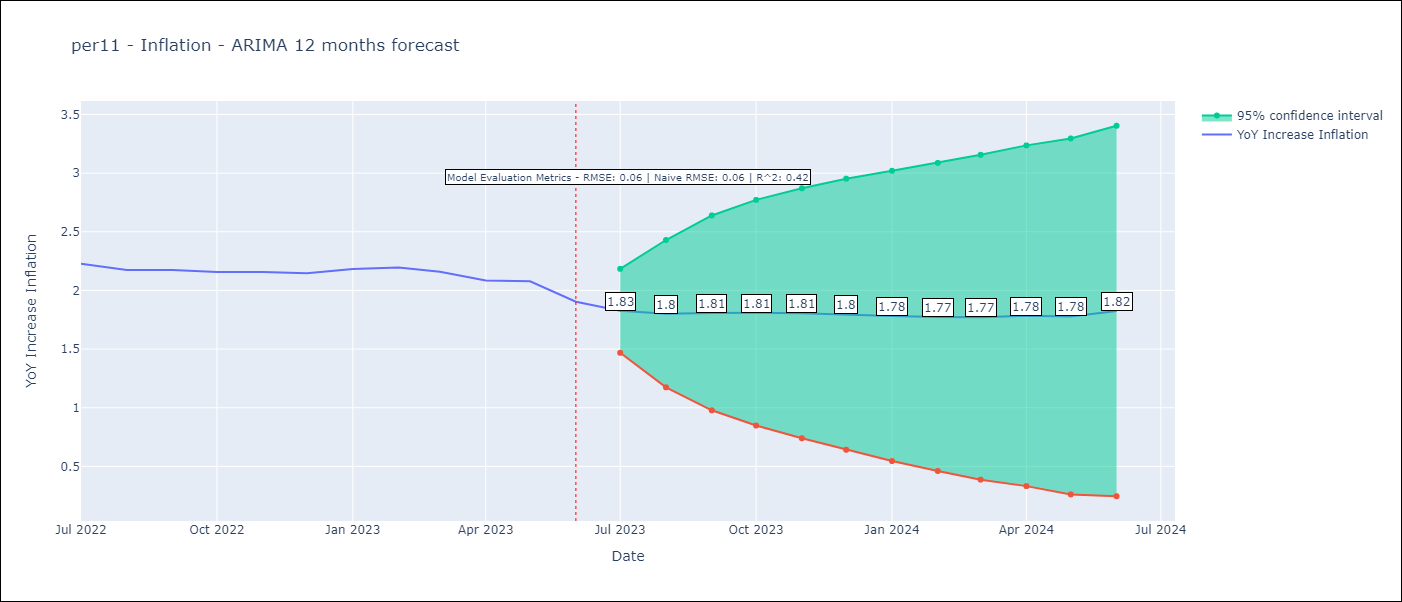 per11 - Inflation - ARIMA 12 months forecast
95% confidence interval
YoY Increase Inflation
Model Evaluation Metrics - RMSE: 0.06 | Naive RMSE: 0.06 | R^2: 0.42
YoY Increase Inflation
3.5
3
2.5
2
1.5
1
0.5
1.83
1.8
1.81
1.81
1.81
1.8
1.78
1.77
1.77
1.78
1.78
1.82
Jul 2022
Oct 2022
Jan 2023
Apr 2023
Jul 2023
Oct 2023
Jan 2024
Apr 2024
Jul 2024
Date